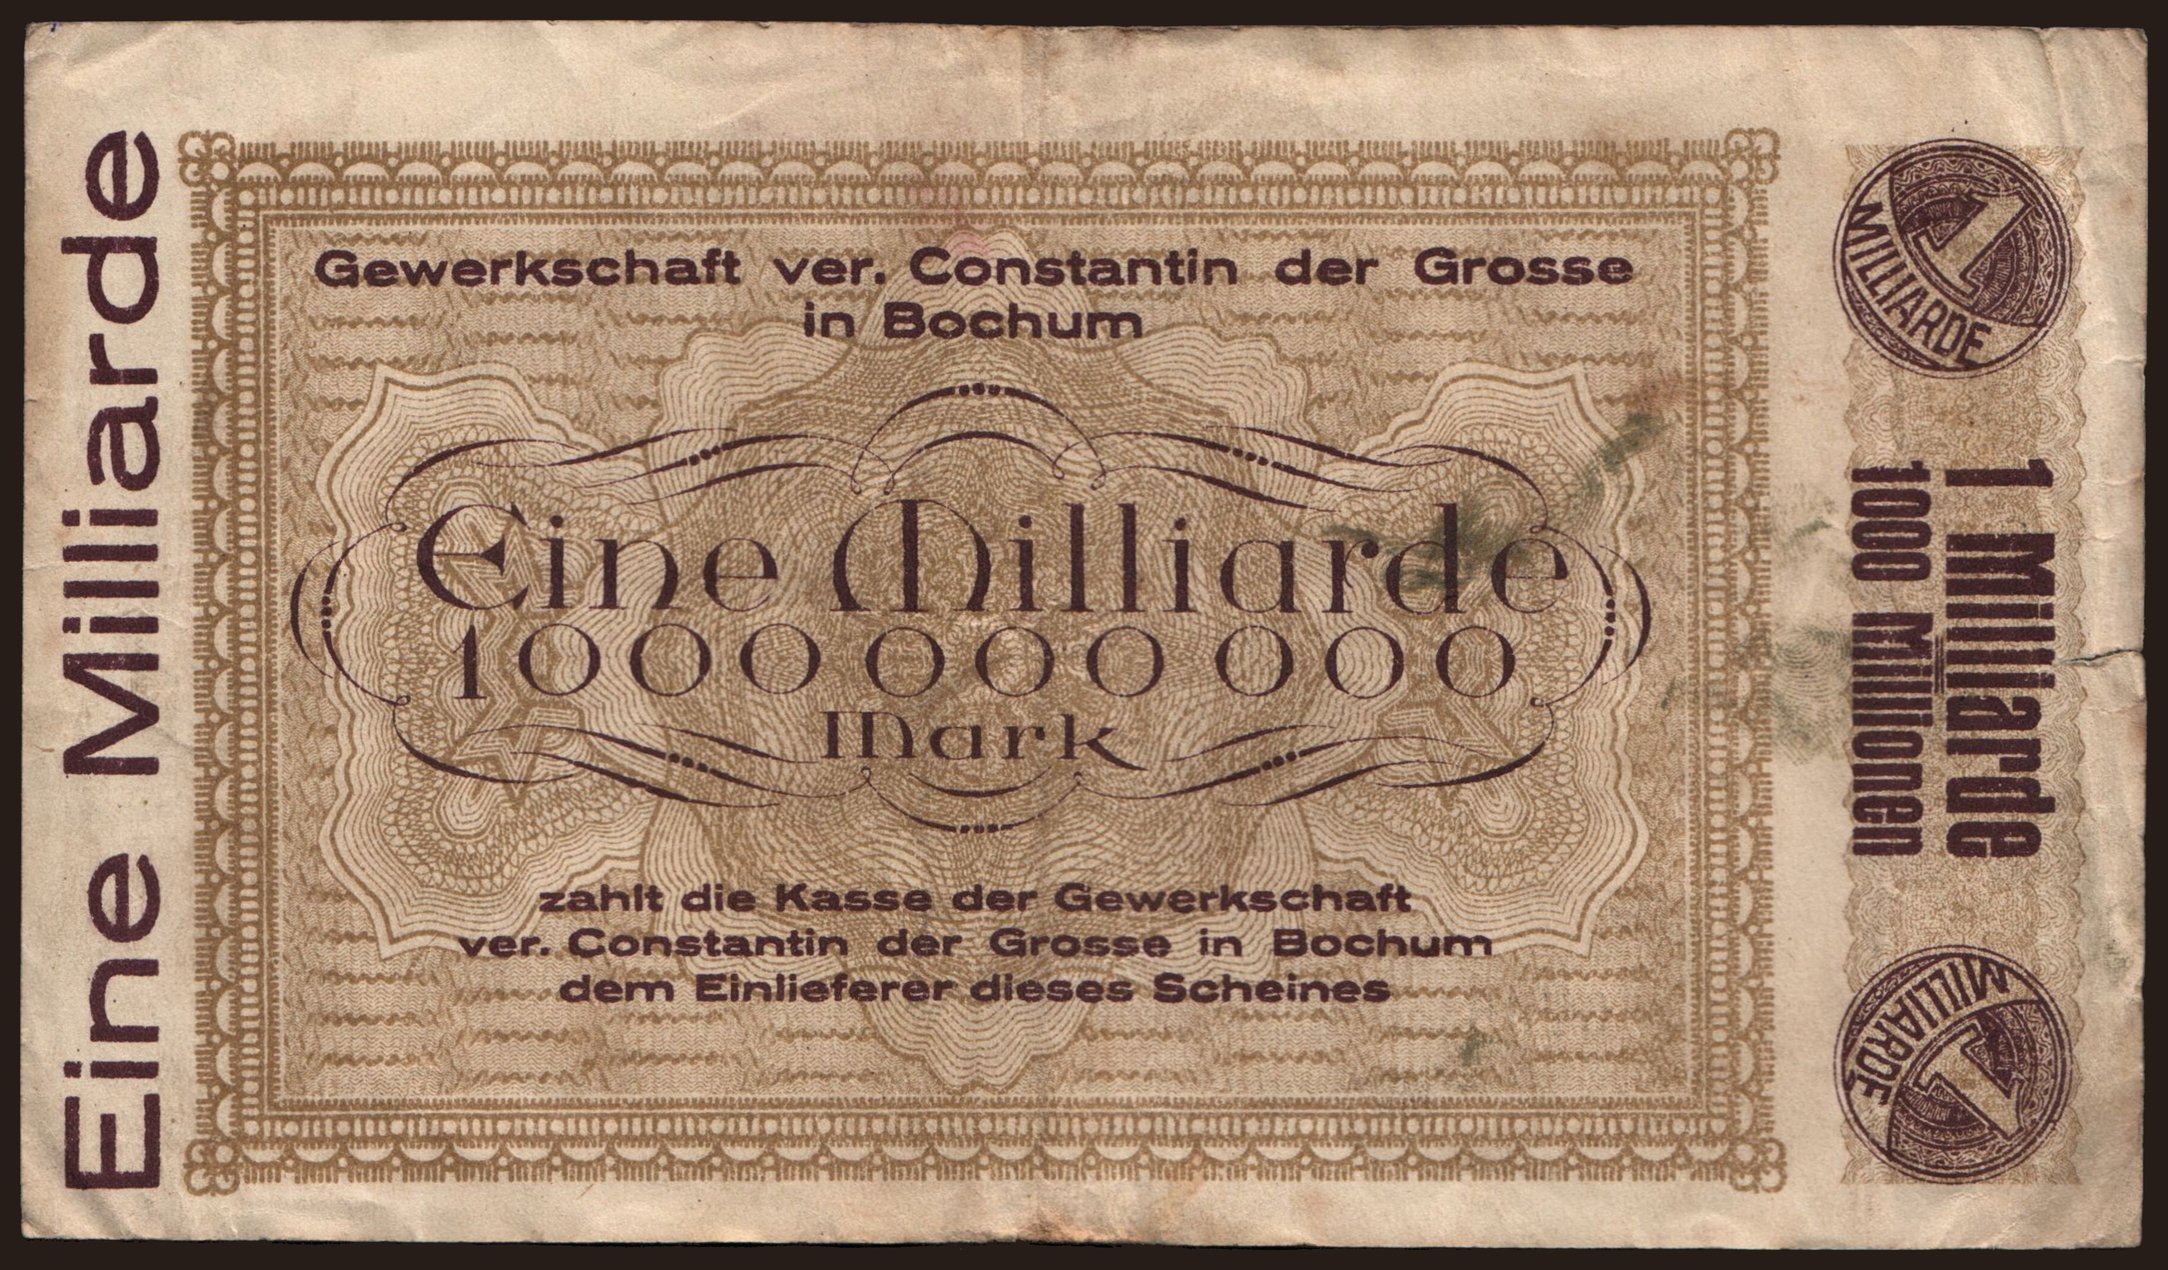 Eine Milliarde
Gewerkschaft ver. Constantin der Grosse
in Bochum
Eine Milliarde
1000 000 000
Mark
zahlt die Kasse der Gewerkschaft
ver. Constantin der Grosse in Bochum
dem Einlieferer dieses Scheines
1
MILLIARDE
1 Milliarde
1000 Millionen
1
MILLIARDE